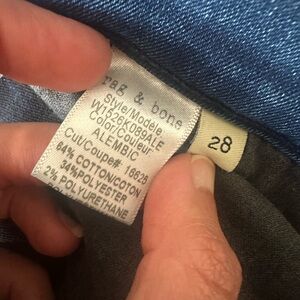 rag & bone
Style/Modèle
W1526K089ALE
Color/Couleur
ALEMBIC
Cut/Coupe# 16626
64% COTTON/COTON
34%POLYESTER
2% POLYURETHANE
28